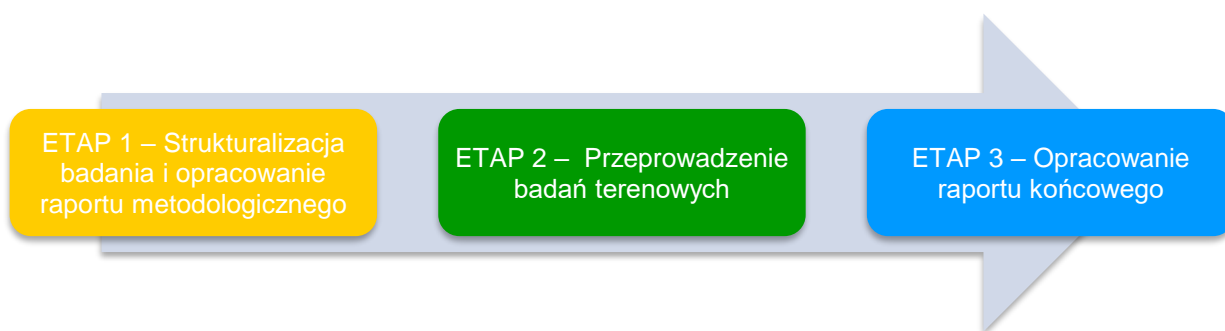 ETAP 1 – Strukturalizacja
badania i opracowanie
raportu metodologicznego
ETAP 2 –  Przeprowadzenie
badań terenowych
ETAP 3 – Opracowanie
raportu końcowego